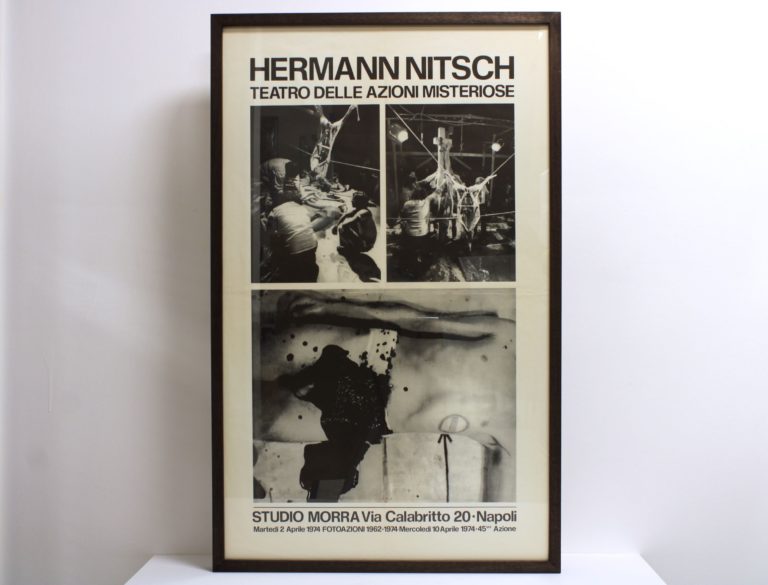 HERMANN NITSCH
TEATRO DELLE AZIONI MISTERIOSE
STUDIO MORRA Via Calabritto 20·Napoli
Martedì 2 Aprile 1974 FOTOAZIONI 1962-1974·Mercoledì 10 Aprile 1974·45ma Azione